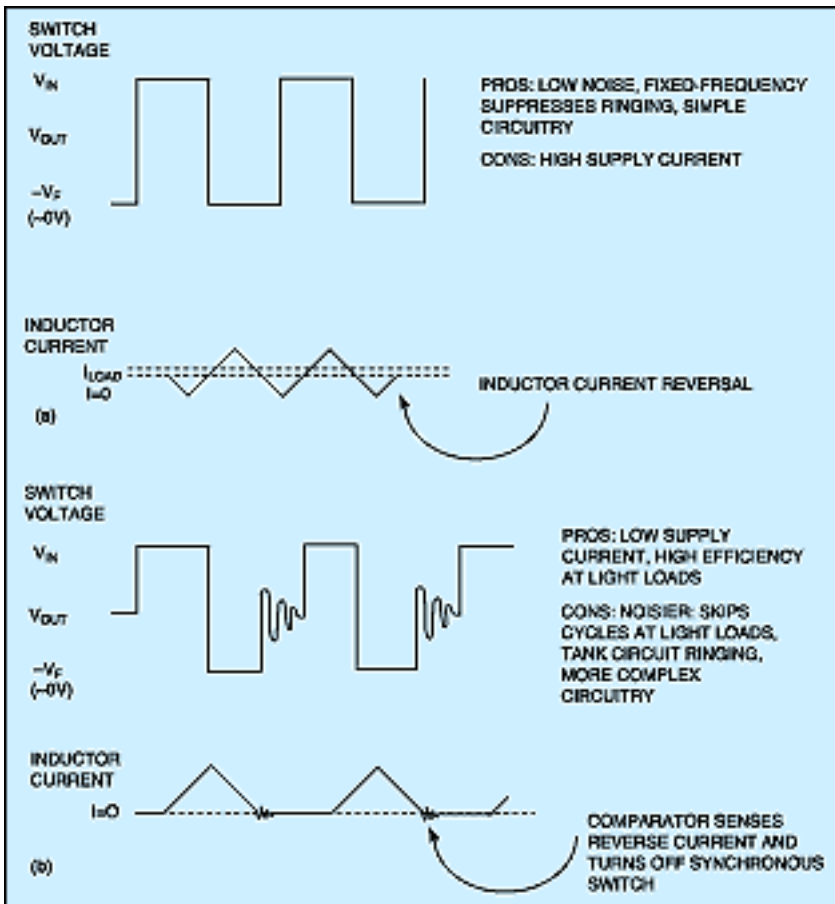 SWITCH
VOLTAGE
VIN
VOUT
–VF
(~0V)
PROS: LOW NOISE, FIXED-FREQUENCY
SUPPRESSES RINGING, SIMPLE
CIRCUITRY
CONS: HIGH SUPPLY CURRENT
INDUCTOR
CURRENT
ILOAD
I=0
(a)
INDUCTOR CURRENT REVERSAL
SWITCH
VOLTAGE
VIN
VOUT
–VF
(~0V)
PROS: LOW SUPPLY
CURRENT, HIGH EFFICIENCY
AT LIGHT LOADS
CONS: NOISIER: SKIPS
CYCLES AT LIGHT LOADS,
TANK CIRCUIT RINGING,
MORE COMPLEX
CIRCUITRY
INDUCTOR
CURRENT
I=0
(b)
COMPARATOR SENSES
REVERSE CURRENT AND
TURNS OFF SYNCHRONOUS
SWITCH